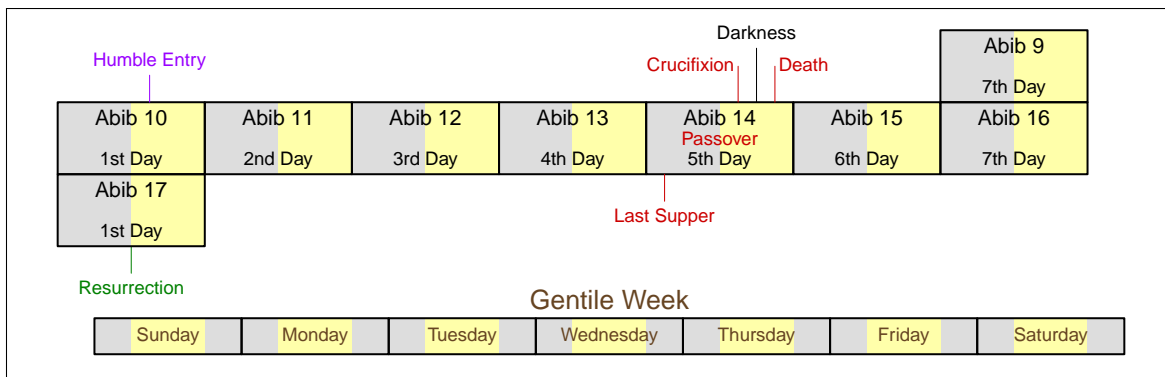 Darkness
Humble Entry
Crucifixion
Death
Abib 9
7th Day
Abib 10
1st Day
Abib 11
2nd Day
Abib 12
3rd Day
Abib 13
4th Day
Abib 14
Passover
5th Day
Abib 15
6th Day
Abib 16
7th Day
Abib 17
1st Day
Last Supper
Resurrection
Gentile Week
Sunday
Monday
Tuesday
Wednesday
Thursday
Friday
Saturday